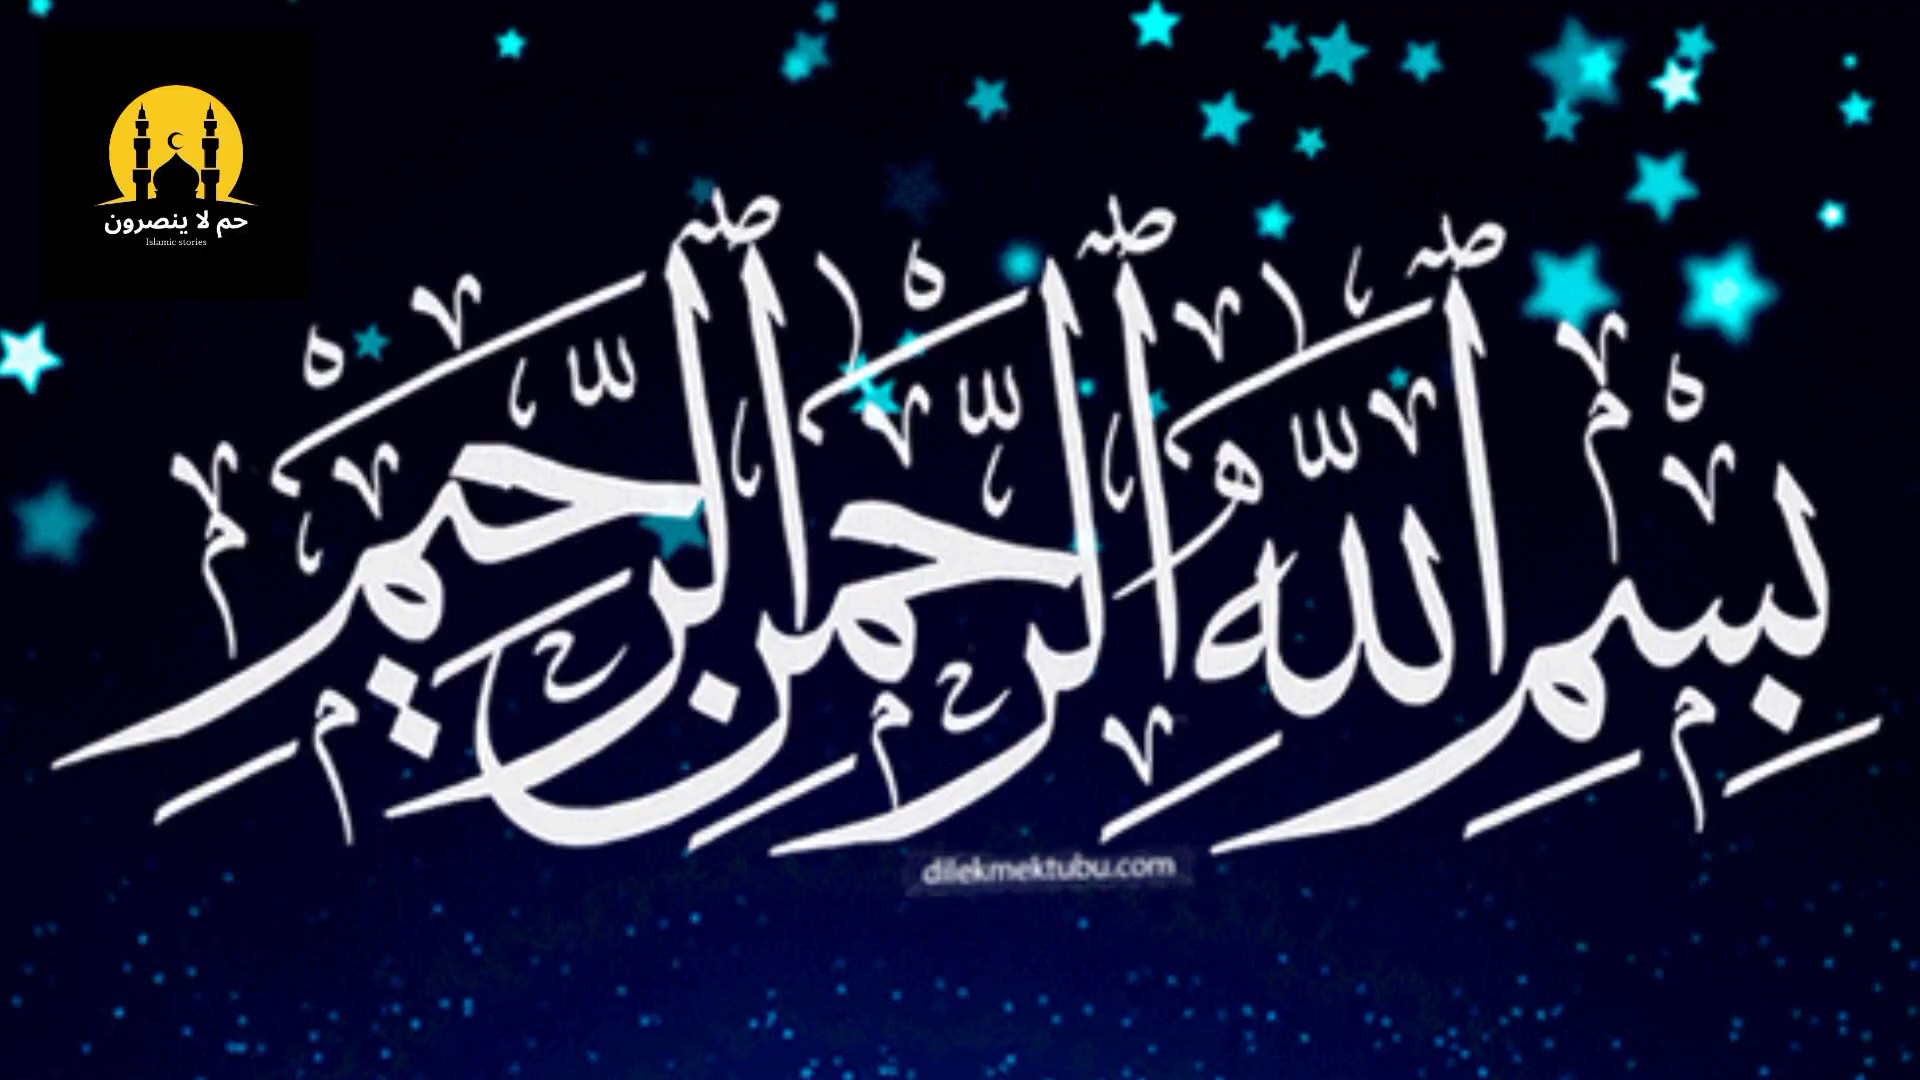 حم لا ينصرون
Islamic stories
بِسْمِ اللَّهِ الرَّحْمَنِ الرَّحِيمِ
dilekmektubu.com